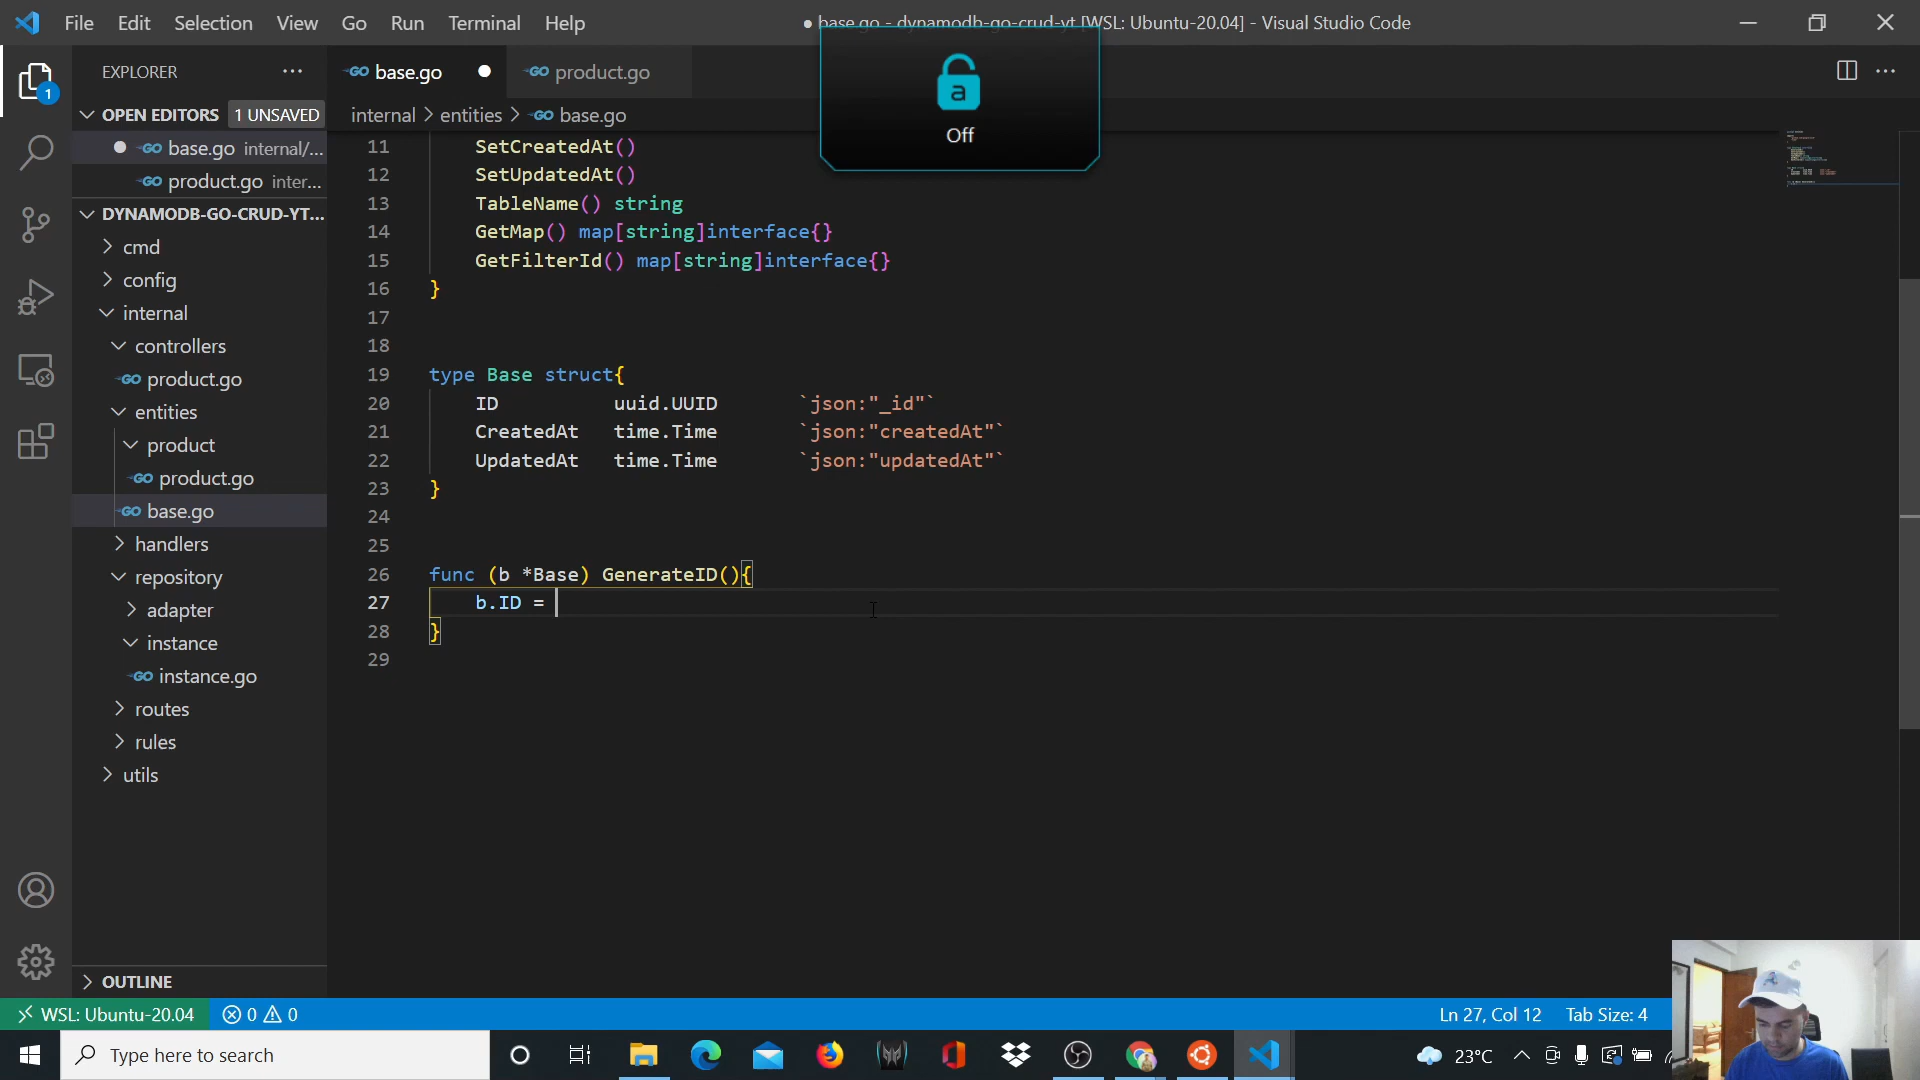 File Edit Selection View Go Run Terminal Help
● base.go - dynamodb-go-crud-yt [WSL: Ubuntu-20.04] - Visual Studio Code
a
Off
EXPLORER
OPEN EDITORS 1 UNSAVED
base.go internal/...
product.go inter...
DYNAMODB-GO-CRUD-YT...
cmd
config
internal
controllers
product.go
entities
product
product.go
base.go
handlers
repository
adapter
instance
instance.go
routes
rules
utils
OUTLINE
1
GO base.go
GO product.go
internal > entities > GO base.go
11 SetCreatedAt()
12 SetUpdatedAt()
13 TableName() string
14 GetMap() map[string]interface{}
15 GetFilterId() map[string]interface{}
16 }
17
18
19 type Base struct{
20 ID uuid.UUID `json:"_id"`
21 CreatedAt time.Time `json:"createdAt"`
22 UpdatedAt time.Time `json:"updatedAt"`
23 }
24
25
26 func (b *Base) GenerateID(){
27 b.ID =
28 }
29
WSL: Ubuntu-20.04 0 0
Ln 27, Col 12 Tab Size: 4
Type here to search
23°C